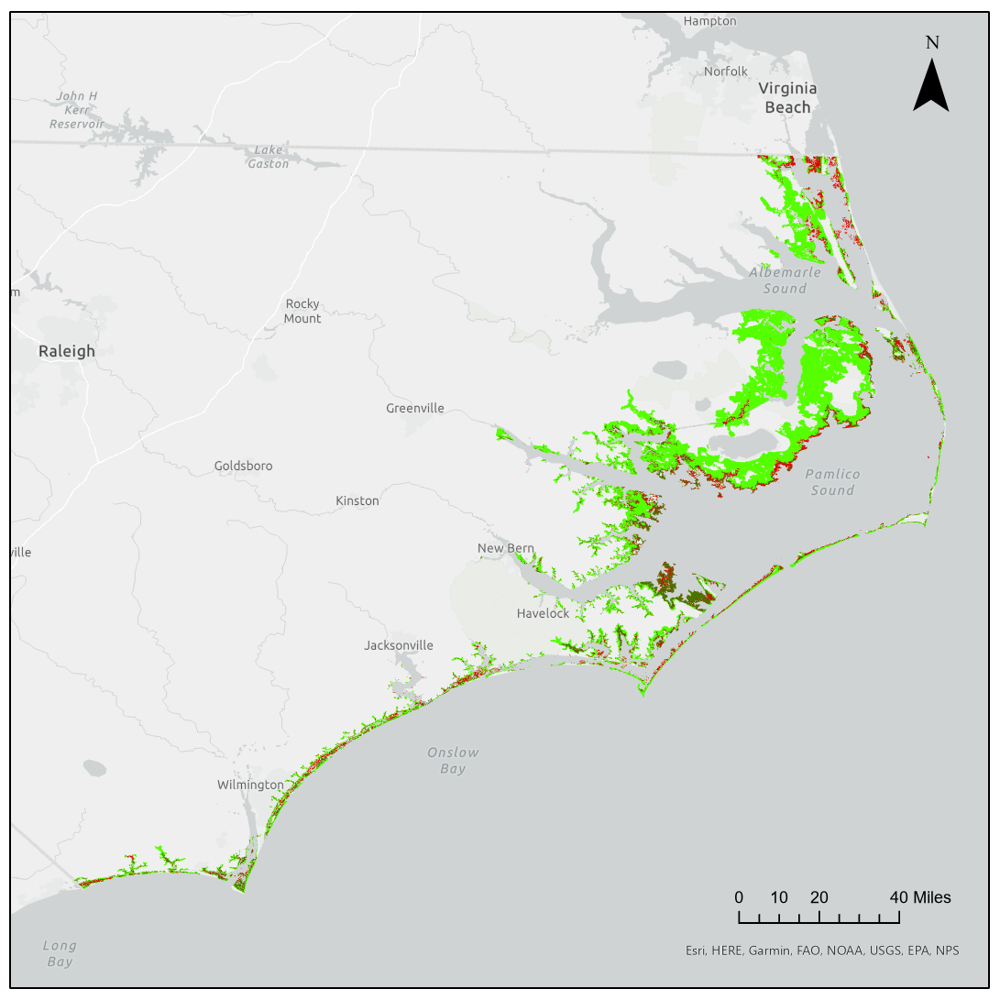 Hampton
N
Norfolk
Virginia
Beach
John H
Kerr
Reservoir
Lake
Gaston
Albemarle
Sound
m
Rocky
Mount
Raleigh
Greenville
Goldsboro
Pamlico
Sound
Kinston
ville
New Bern
Havelock
Jacksonville
Onslow
Bay
Wilmington
0 10 20 40 Miles
Long
Bay
Esri, HERE, Garmin, FAO, NOAA, USGS, EPA, NPS